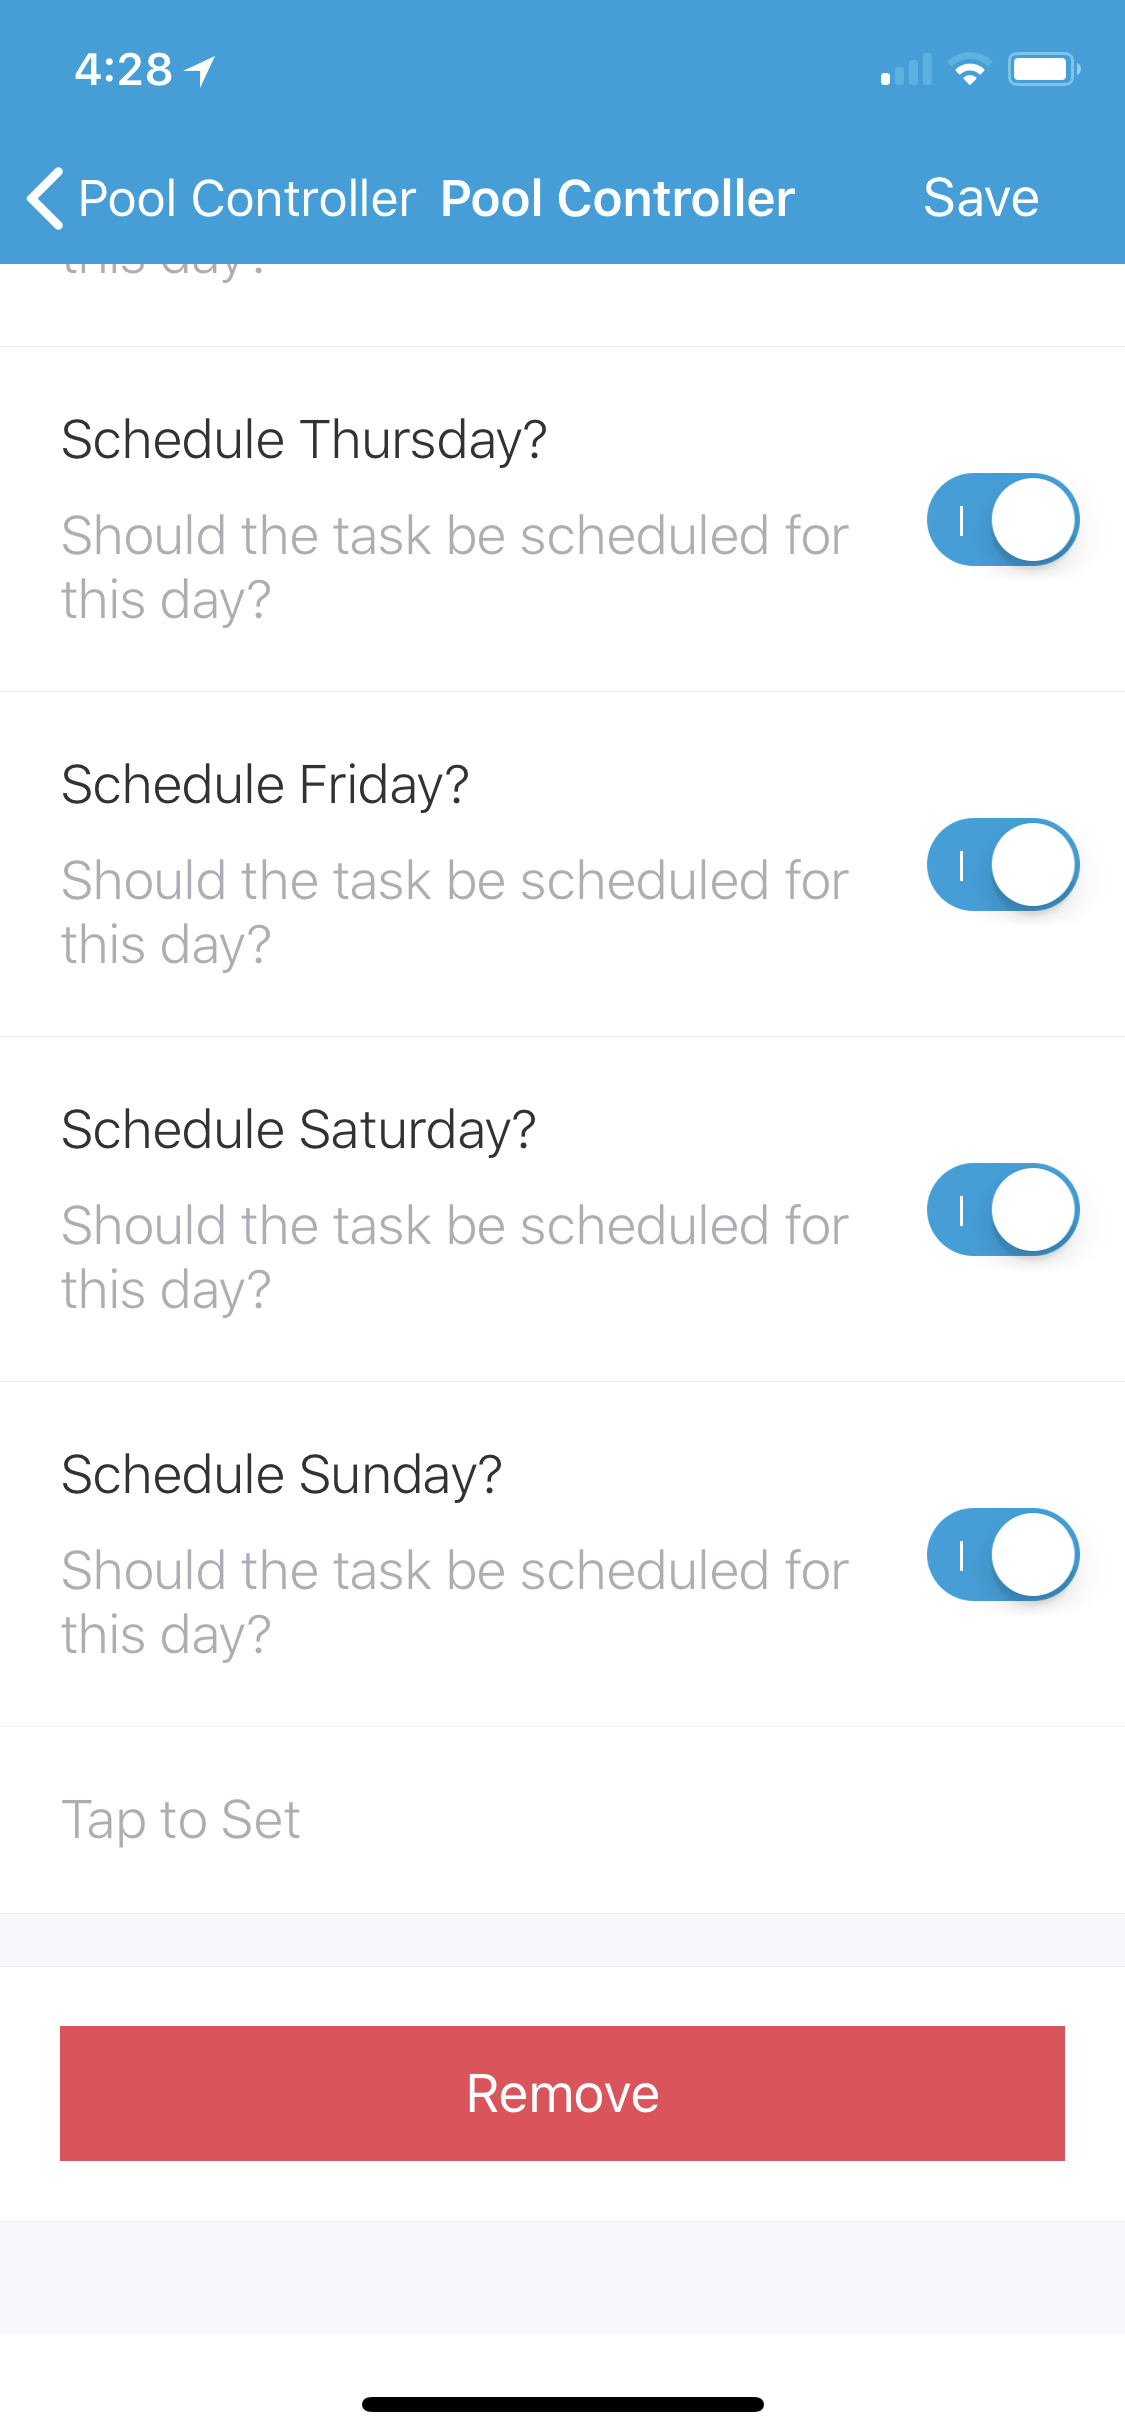 4:28
Pool Controller Pool Controller Save
this day?
Schedule Thursday?
Should the task be scheduled for
this day?
Schedule Friday?
Should the task be scheduled for
this day?
Schedule Saturday?
Should the task be scheduled for
this day?
Schedule Sunday?
Should the task be scheduled for
this day?
Tap to Set
Remove